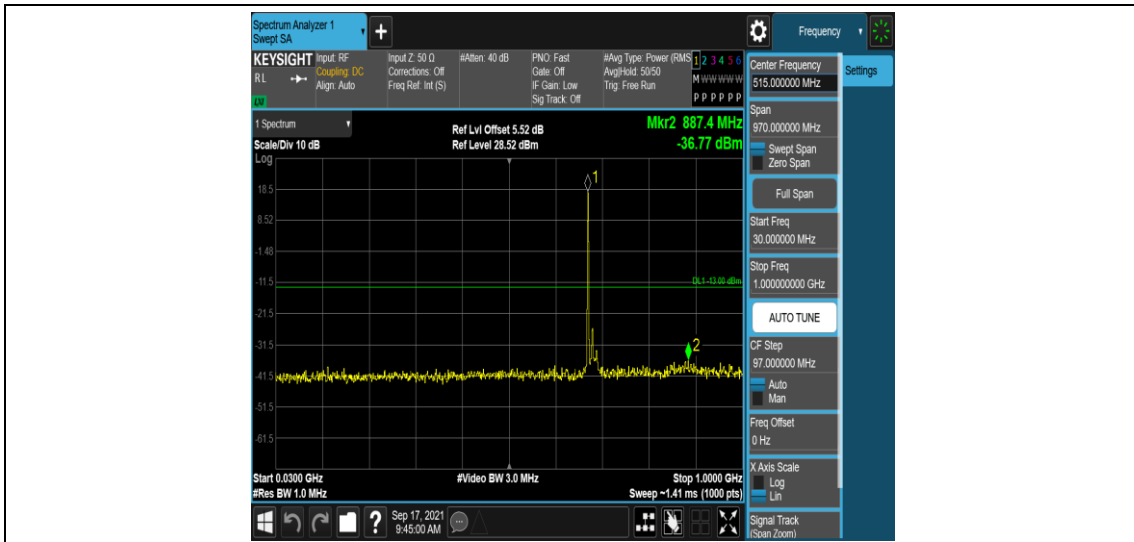 Spectrum Analyzer 1
Swept SA
+
Frequency
KEYSIGHT
RL
LXI
Input: RF
Coupling: DC
Align: Auto
Input Z: 50 Ω
Corrections: Off
Freq Ref: Int (S)
#Atten: 40 dB
PNO: Fast
Gate: Off
IF Gain: Low
Sig Track: Off
#Avg Type: Power (RMS
Avg|Hold: 50/50
Trig: Free Run
1 2 3 4 5 6
M W W W W W
P P P P P P
1 Spectrum
Scale/Div 10 dB
Ref Lvl Offset 5.52 dB
Ref Level 28.52 dBm
Mkr2 887.4 MHz
-36.77 dBm
Log
18.5
8.52
-1.48
-11.5
-21.5
-31.5
-41.5
-51.5
-61.5
1
DL1 -13.00 dBm
2
Start 0.0300 GHz
#Res BW 1.0 MHz
#Video BW 3.0 MHz
Stop 1.0000 GHz
Sweep ~1.41 ms (1000 pts)
?
Sep 17, 2021
9:45:00 AM
Center Frequency
515.000000 MHz
Settings
Span
970.000000 MHz
Swept Span
Zero Span
Full Span
Start Freq
30.000000 MHz
Stop Freq
1.000000000 GHz
AUTO TUNE
CF Step
97.000000 MHz
Auto
Man
Freq Offset
0 Hz
X Axis Scale
Log
Lin
Signal Track
(Span Zoom)